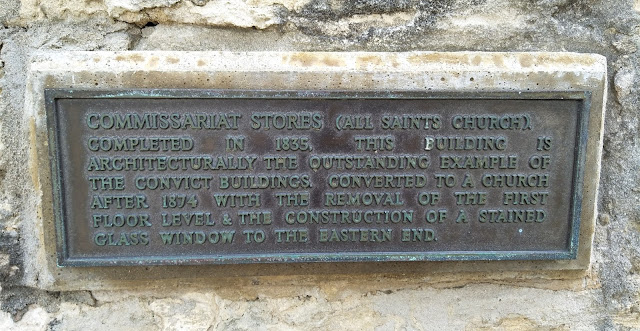 COMMISSARIAT STORES (ALL SAINTS CHURCH).
COMPLETED IN 1835, THIS BUILDING IS
ARCHITECTURALLY THE OUTSTANDING EXAMPLE OF
THE CONVICT BUILDINGS. CONVERTED TO A CHURCH
AFTER 1874 WITH THE REMOVAL OF THE FIRST
FLOOR LEVEL & THE CONSTRUCTION OF A STAINED
GLASS WINDOW TO THE EASTERN END.